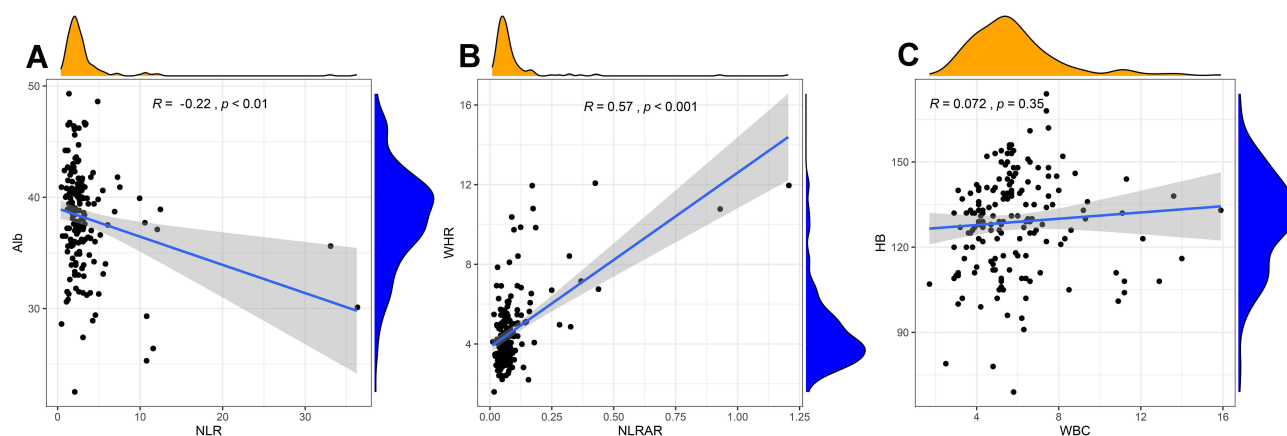 A
R = -0.22 , p < 0.01
Alb
50
40
30
0
10
20
30
NLR
B
R = 0.57 , p < 0.001
WHR
16
12
8
4
0.00
0.25
0.50
0.75
1.00
1.25
NLRAR
C
R = 0.072 , p = 0.35
HB
150
120
90
4
8
12
16
WBC